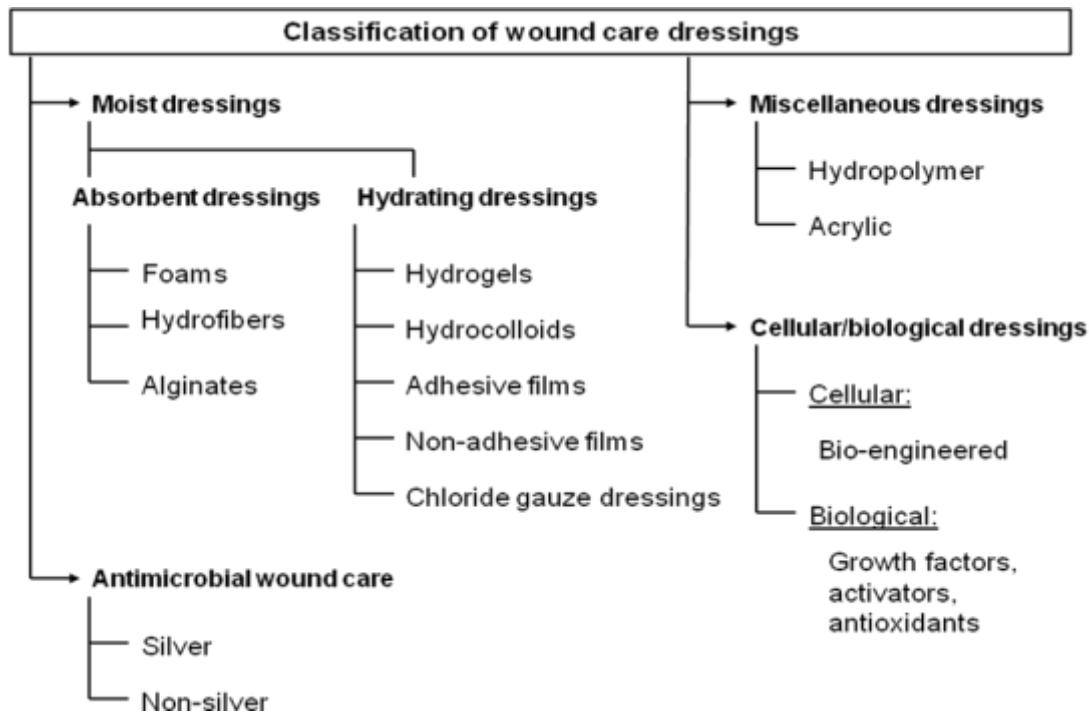 Classification of wound care dressings
Moist dressings
Absorbent dressings
Foams
Hydrofibers
Alginates
Hydrating dressings
Hydrogels
Hydrocolloids
Adhesive films
Non-adhesive films
Chloride gauze dressings
Antimicrobial wound care
Silver
Non-silver
Miscellaneous dressings
Hydropolymer
Acrylic
Cellular/biological dressings
Cellular:
Bio-engineered
Biological:
Growth factors,
activators,
antioxidants